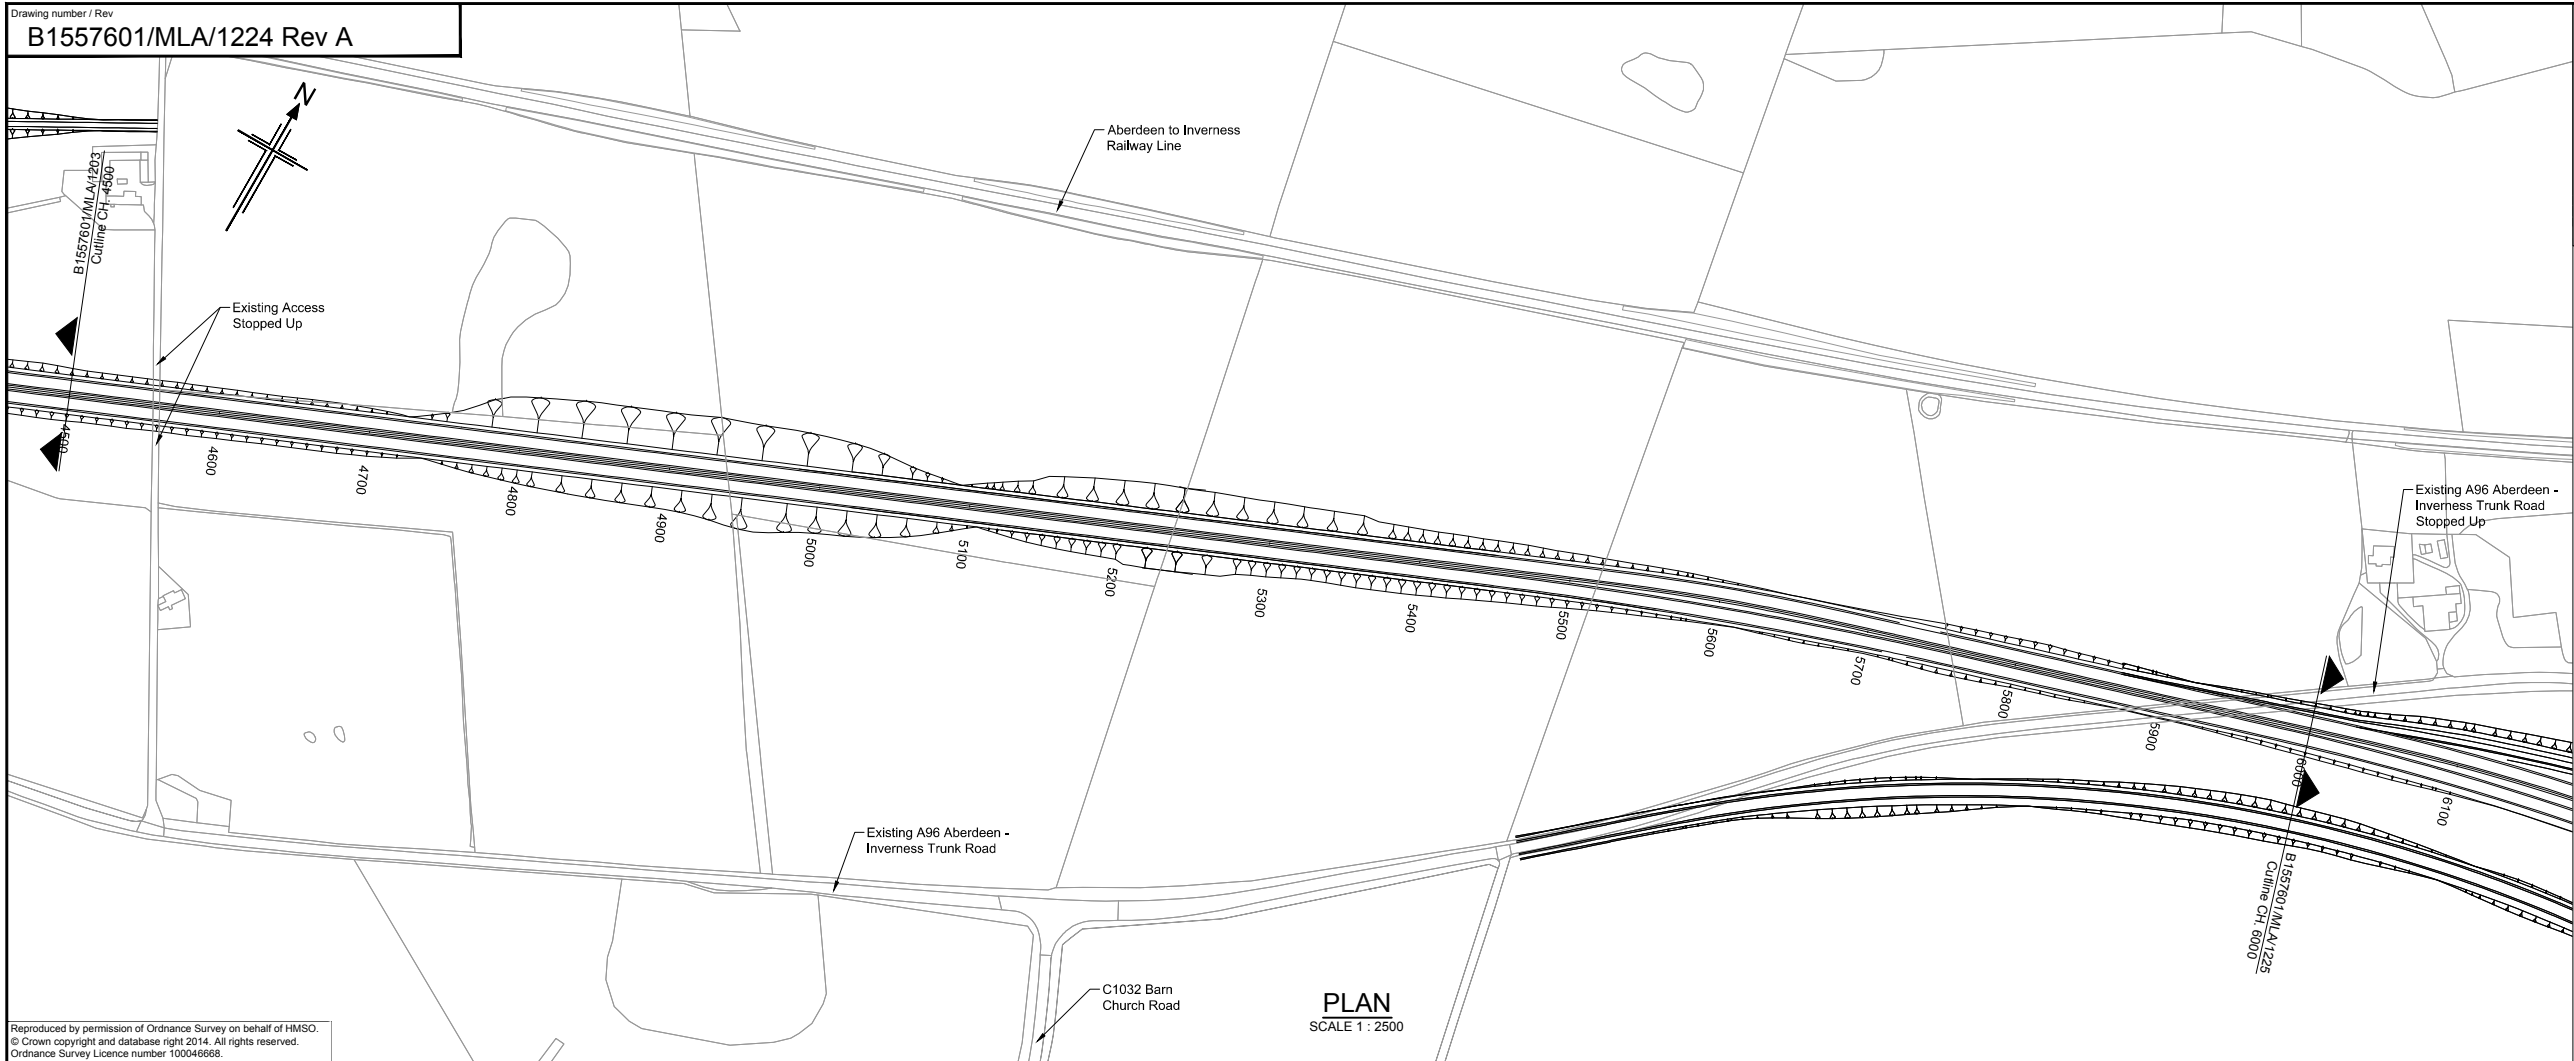 Drawing number / Rev
B1557601/MLA/1224 Rev A
N
Aberdeen to Inverness
Railway Line
B1557601/MLA/1203
Cutline CH. 4500
Existing Access
Stopped Up
4500
4600
4700
4800
4900
5000
5100
5200
5300
5400
5500
5600
5700
5800
5900
6000
6100
Existing A96 Aberdeen -
Inverness Trunk Road
Stopped Up
Existing A96 Aberdeen -
Inverness Trunk Road
B1557601/MLA/1225
Cutline CH. 6000
C1032 Barn
Church Road
PLAN
SCALE 1 : 2500
Reproduced by permission of Ordnance Survey on behalf of HMSO.
© Crown copyright and database right 2014. All rights reserved.
Ordnance Survey Licence number 100046668.